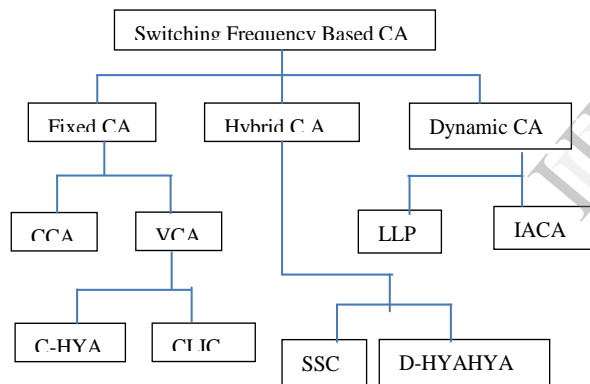 Switching Frequency Based CA
Fixed CA
Hybrid C A
Dynamic CA
CCA
VCA
LLP
IACA
C-HYA
CLIC
SSC
D-HYAHYA